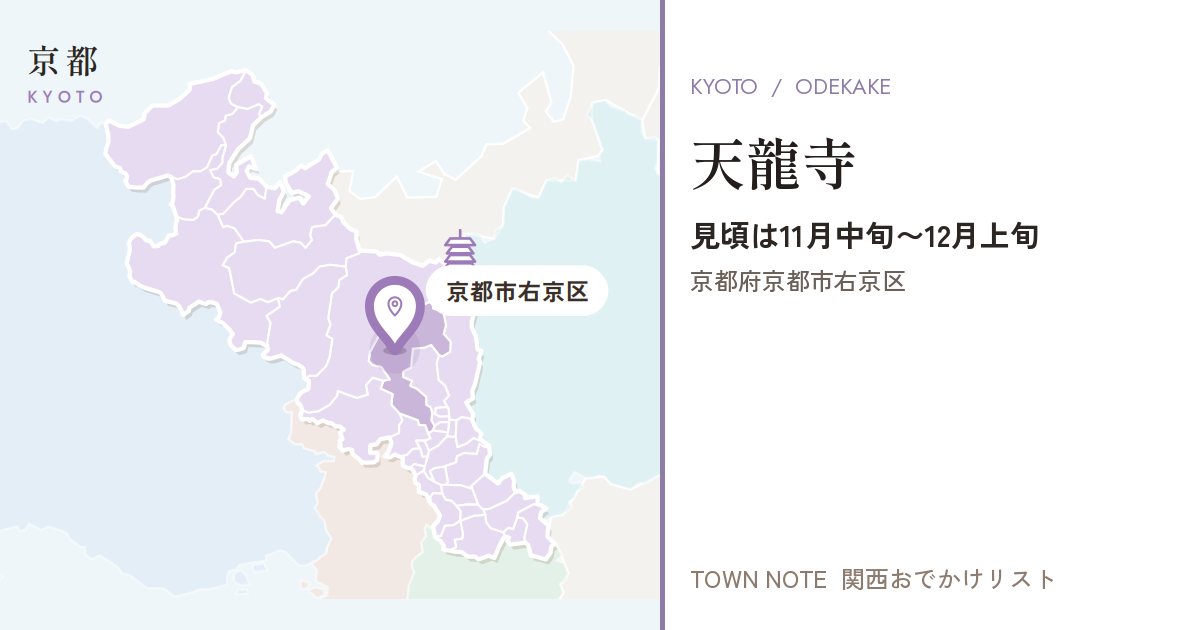 京都
KYOTO
京都市右京区
KYOTO / ODEKAKE
天龍寺
見頃は11月中旬〜12月上旬
京都府京都市右京区
TOWN NOTE 関西おでかけリスト